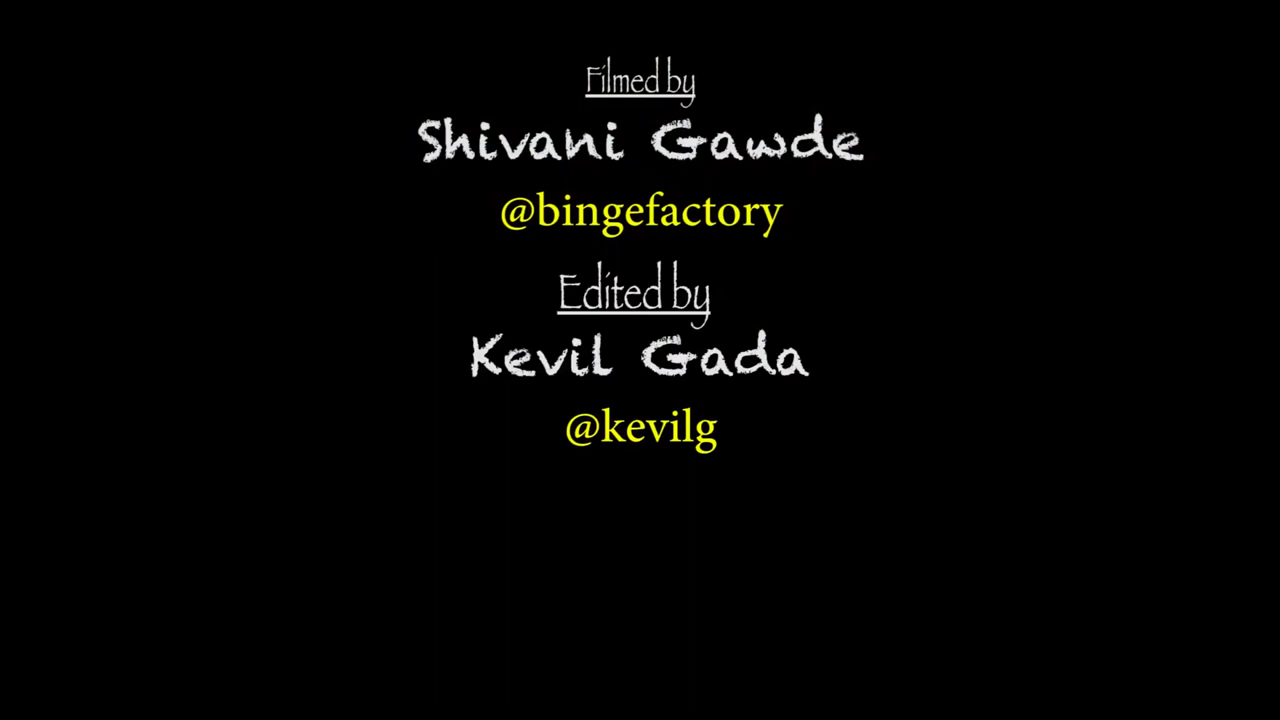 Filmed by
Shivani Gawde
@bingefactory
Edited by
Kevil Gada
@kevilg